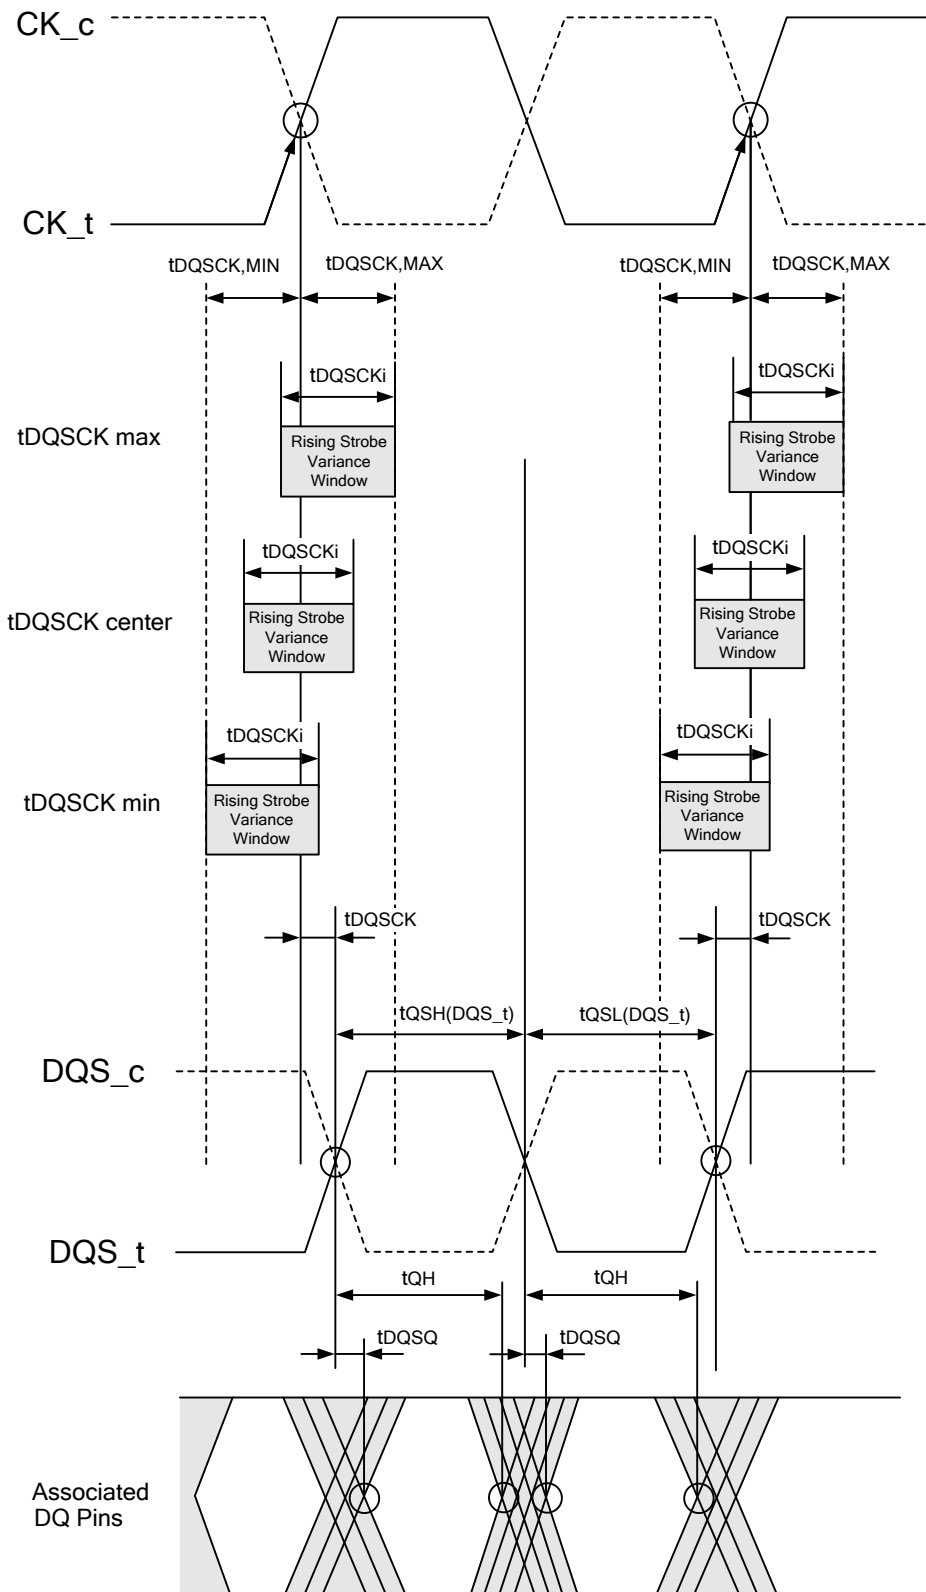 CK_c
CK_t
tDQSCK,MIN
tDQSCK,MAX
tDQSCK,MIN
tDQSCK,MAX
tDQSCKi
tDQSCKi
tDQSCK max
Rising Strobe
Variance
Window
Rising Strobe
Variance
Window
tDQSCKi
tDQSCKi
tDQSCK center
Rising Strobe
Variance
Window
Rising Strobe
Variance
Window
tDQSCKi
tDQSCKi
tDQSCK min
Rising Strobe
Variance
Window
Rising Strobe
Variance
Window
tDQSCK
tDQSCK
tQSH(DQS_t)
tQSL(DQS_t)
DQS_c
DQS_t
tQH
tQH
tDQSQ
tDQSQ
Associated
DQ Pins